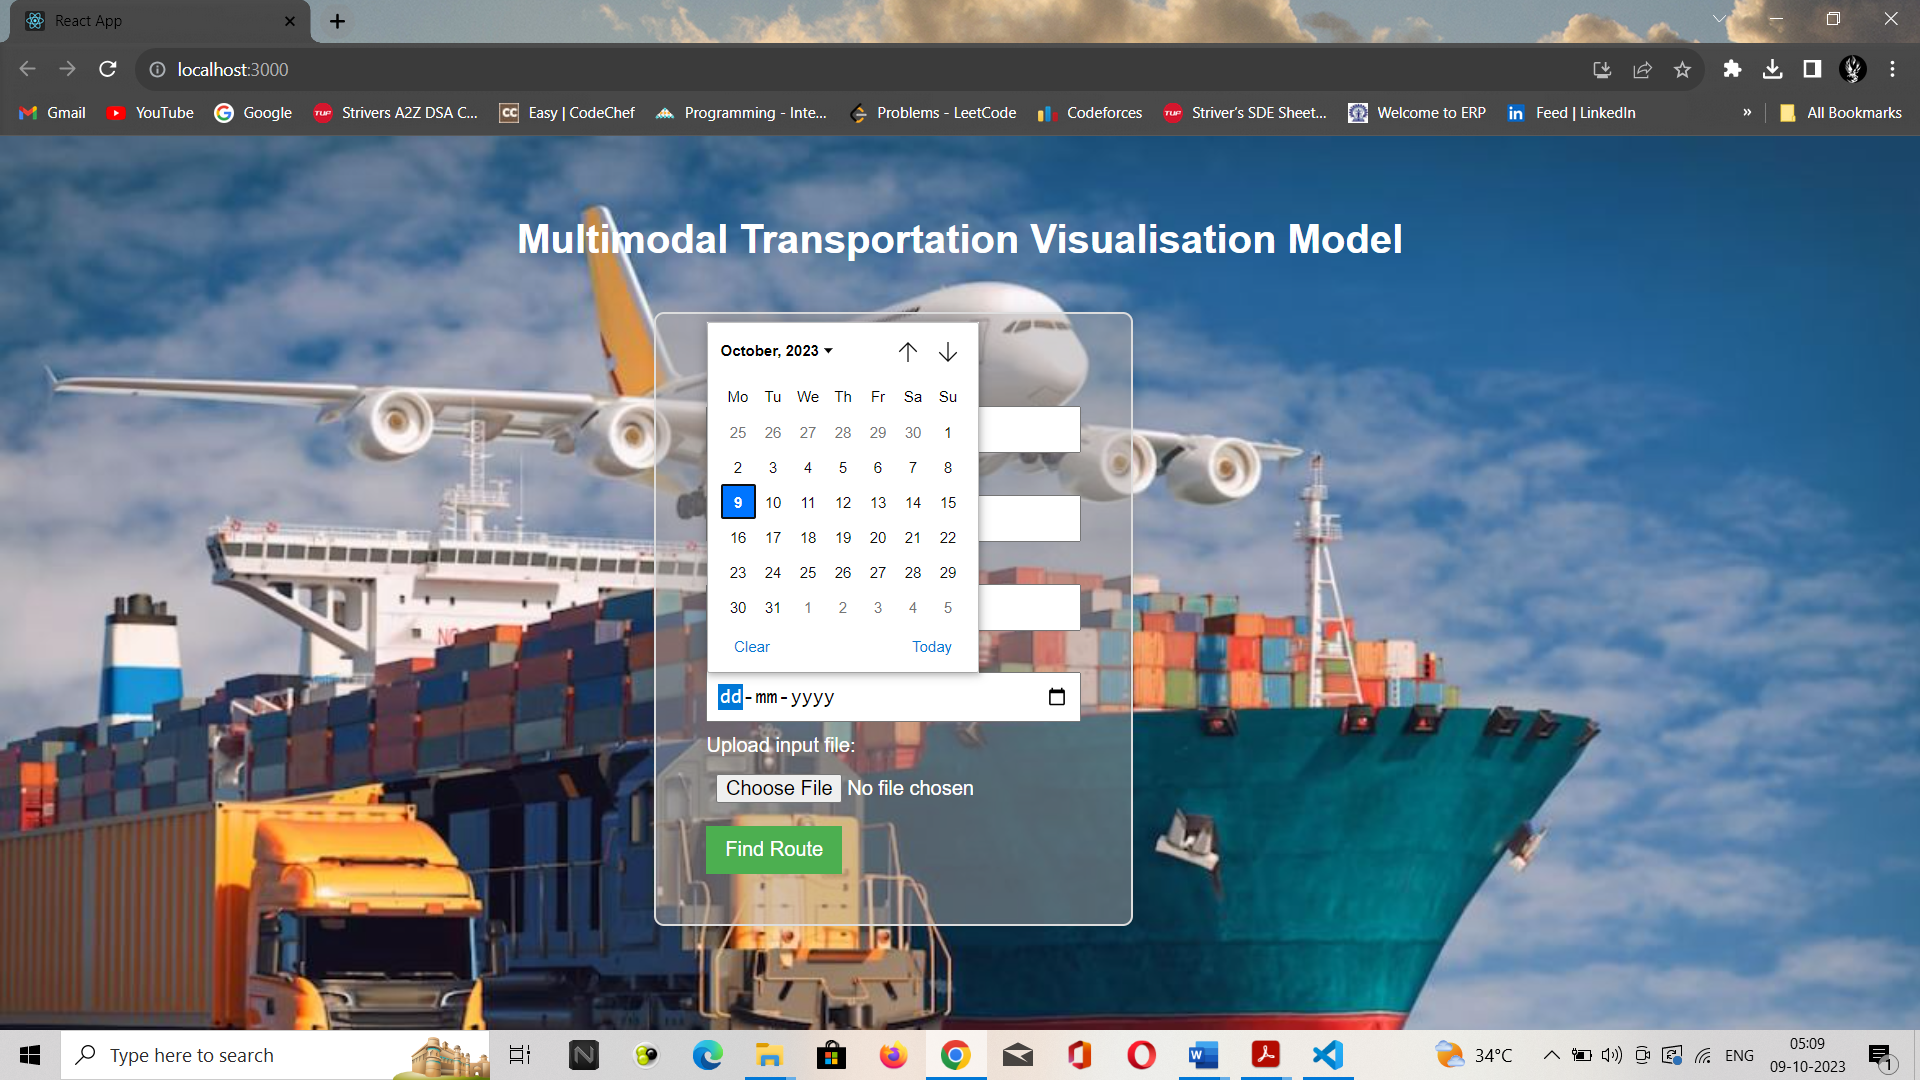 React App
localhost:3000
Gmail YouTube Google Strivers A2Z DSA C... Easy | CodeChef Programming - Inte... Problems - LeetCode Codeforces Striver's SDE Sheet... Welcome to ERP Feed | LinkedIn » All Bookmarks
Multimodal Transportation Visualisation Model
October, 2023
Mo Tu We Th Fr Sa Su
25 26 27 28 29 30 1
2 3 4 5 6 7 8
9 10 11 12 13 14 15
16 17 18 19 20 21 22
23 24 25 26 27 28 29
30 31 1 2 3 4 5
Clear Today
dd-mm-yyyy
Upload input file:
Choose File No file chosen
Find Route
Type here to search
34°C
ENG
05:09
09-10-2023
1